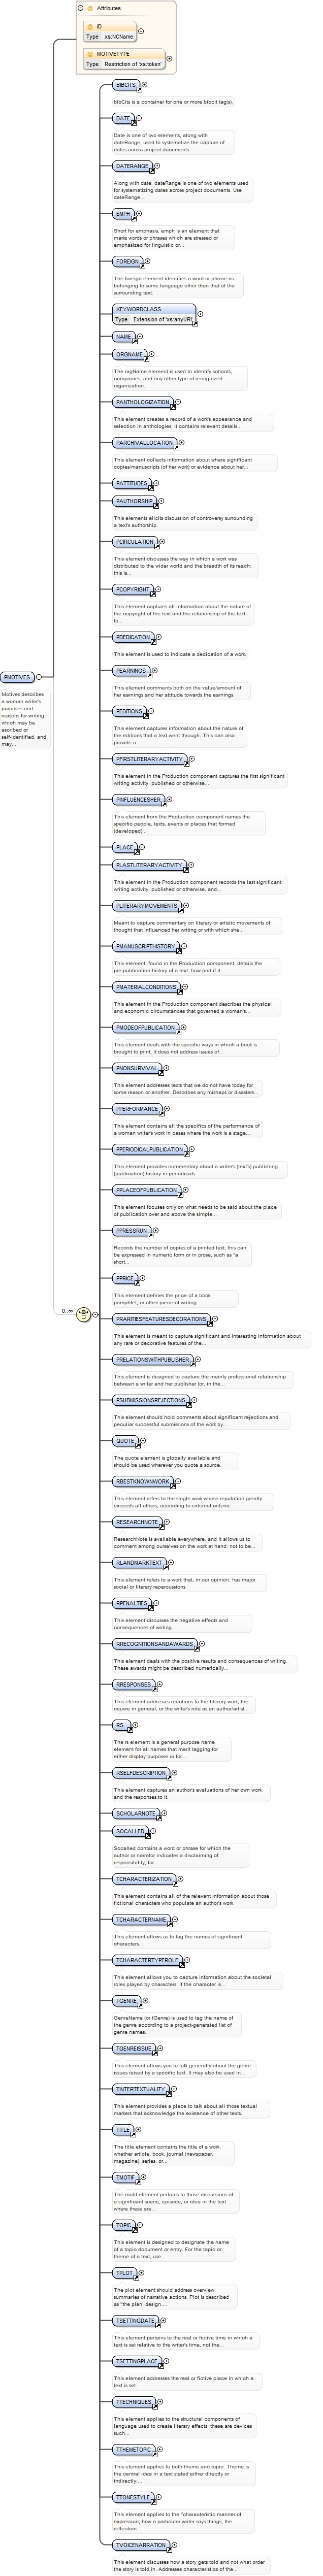 Attributes
ID
Type xs:NCName
MOTIVETYPE
Type Restriction of 'xs:token'
PMOTIVES
Motives describes
a woman writer's
purposes and
reasons for writing
which may be
ascribed or
self-identified, and
may...
0..∞
BIBCITS
bibCits is a container for one or more bibcit tag(s).
DATE
Date is one of two elements, along with
dateRange, used to systematize the capture of
dates across project documents....
DATERANGE
Along with date, dateRange is one of two elements used
for systematizing dates across project documents. Use
dateRange...
EMPH
Short for emphasis, emph is an element that
marks words or phrases which are stressed or
emphasized for linguistic or...
FOREIGN
The foreign element identifies a word or phrase as
belonging to some language other than that of the
surrounding text.
KEYWORDCLASS
Type Extension of 'xs:anyURI'
NAME
ORGNAME
The orgName element is used to identify schools,
companies, and any other type of recognized
organization.
PANTHOLOGIZATION
This element creates a record of a work's appearance and
selection in anthologies; it contains relevant details...
PARCHIVALLOCATION
This element collects information about where significant
copies/manuscripts (of her work) or evidence about her...
PATTITUDES
PAUTHORSHIP
This elements elicits discussion of controversy surrounding
a text's authorship.
PCIRCULATION
This element discusses the way in which a work was
distributed to the wider world and the breadth of its reach:
this is...
PCOPYRIGHT
This element captures all information about the nature of
the copyright of the text and the relationship of the text
to...
PDEDICATION
This element is used to indicate a dedication of a work.
PEARNINGS
This element comments both on the value/amount of
her earnings and her attitude towards the earnings.
PEDITIONS
This element captures information about the nature of
the editions that a text went through. This can also
provide a...
PFIRSTLITERARYACTIVITY
This element in the Production component captures the first significant
writing activity, published or otherwise....
PINFLUENCESHER
This element from the Production component names the
specific people, texts, events or places that formed
(developed)...
PLACE
PLASTLITERARYACTIVITY
This element in the Production component records the last significant
writing activity, published or otherwise, and...
PLITERARYMOVEMENTS
Meant to capture commentary on literary or artistic movements of
thought that influenced her writing or with which she...
PMANUSCRIPTHISTORY
This element, found in the Production component, details the
pre-publication history of a text: how and if it...
PMATERIALCONDITIONS
This element in the Production component describes the physical
and economic circumstances that governed a woman's...
PMODEOFPUBLICATION
This element deals with the specific ways in which a book is
brought to print; it does not address issues of...
PNONSURVIVAL
This element addresses texts that we do not have today for
some reason or another. Describes any mishaps or disasters...
PPERFORMANCE
This element contains all the specifics of the performance of
a woman writer's work in cases where the work is a stage...
PPERIODICALPUBLICATION
This element provides commentary about a writer's (text's) publishing
(publication) history in periodicals.
PPLACEOFPUBLICATION
This element focuses only on what needs to be said about the place
of publication over and above the simple...
PPRESSRUN
Records the number of copies of a printed text; this can
be expressed in numeric form or in prose, such as "a
short...
PPRICE
This element defines the price of a book,
pamphlet, or other piece of writing.
PRARITIESFEATURESDECORATIONS
This element is meant to capture significant and interesting information about
any rare or decorative features of the...
PRELATIONSWITHPUBLISHER
This element is designed to capture the mainly professional relationship
between a writer and her publisher (or, in the...
PSUBMISSIONSREJECTIONS
This element should hold comments about significant rejections and
peculiar successful submissions of the work by...
QUOTE
The quote element is globally available and
should be used wherever you quote a source.
RBESTKNOWNWORK
This element refers to the single work whose reputation greatly
exceeds all others, according to external criteria...
RESEARCHNOTE
ResearchNote is available everywhere, and it allows us to
comment among ourselves on the work at hand; not to be...
RLANDMARKTEXT
This element refers to a work that, in our opinion, has major
social or literary repercussions.
RPENALTIES
This element discusses the negative effects and
consequences of writing.
RRECOGNITIONSANDAWARDS
This element deals with the positive results and consequences of writing.
These awards might be described numerically...
RRESPONSES
This element addresses reactions to the literary work, the
oeuvre in general, or the writer's role as an author/artist...
RS
The rs element is a general purpose name
element for all names that merit tagging for
either display purposes or for...
RSELFDESCRIPTION
This element captures an author's evaluations of her own work
and the responses to it.
SCHOLARNOTE
SOCALLED
Socalled contains a word or phrase for which the
author or narrator indicates a disclaiming of
responsibility, for...
TCHARACTERIZATION
This element contains all of the relevant information about those
fictional characters who populate an author's work.
TCHARACTERNAME
This element allows us to tag the names of significant
characters.
TCHARACTERTYPEROLE
This element allows you to capture information about the societal
roles played by characters. If the character is...
TGENRE
GenreName (or tGenre) is used to tag the name of
the genre according to a project-generated list of
genre names.
TGENREISSUE
This element allows you to talk generally about the genre
issues raised by a specific text. It may also be used in...
TINTERTEXTUALITY
This element provides a place to talk about all those textual
markers that acknowledge the existence of other texts.
TITLE
The title element contains the title of a work,
whether article, book, journal (newspaper,
magazine), series, or...
TMOTIF
The motif element pertains to those discussions of
a significant scene, episode, or idea in the text
where these are...
TOPIC
This element is designed to designate the name
of a topic document or entry. For the topic or
theme of a text, use...
TPLOT
The plot element should address overview
summaries of narrative actions. Plot is described
as "the plan, design,...
TSETTINGDATE
This element pertains to the real or fictive time in which a
text is set relative to the writer's time, not the...
TSETTINGPLACE
This element addresses the real or fictive place in which a
text is set.
TTECHNIQUES
This element applies to the structural components of
language used to create literary effects: these are devices
such...
TTHEMETOPIC
This element applies to both theme and topic. Theme is
the central idea in a text stated either directly or
indirectly;...
TTONESTYLE
This element applies to the "characteristic manner of
expression; how a particular writer says things; the
reflection...
TVOICENARRATION
This element discusses how a story gets told and not what order
the story is told in. Addresses characteristics of the...